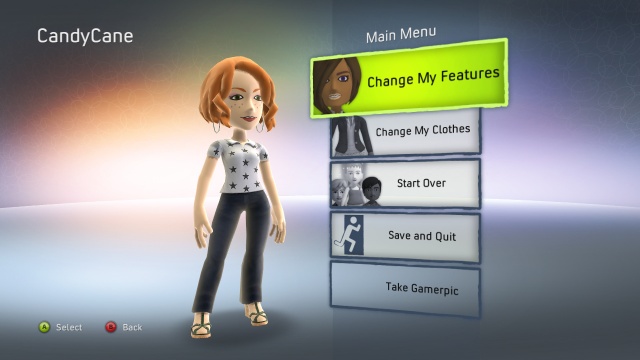 CandyCane
Main Menu
Change My Features
Change My Clothes
Start Over
Save and Quit
Take Gamerpic
A Select
B Back